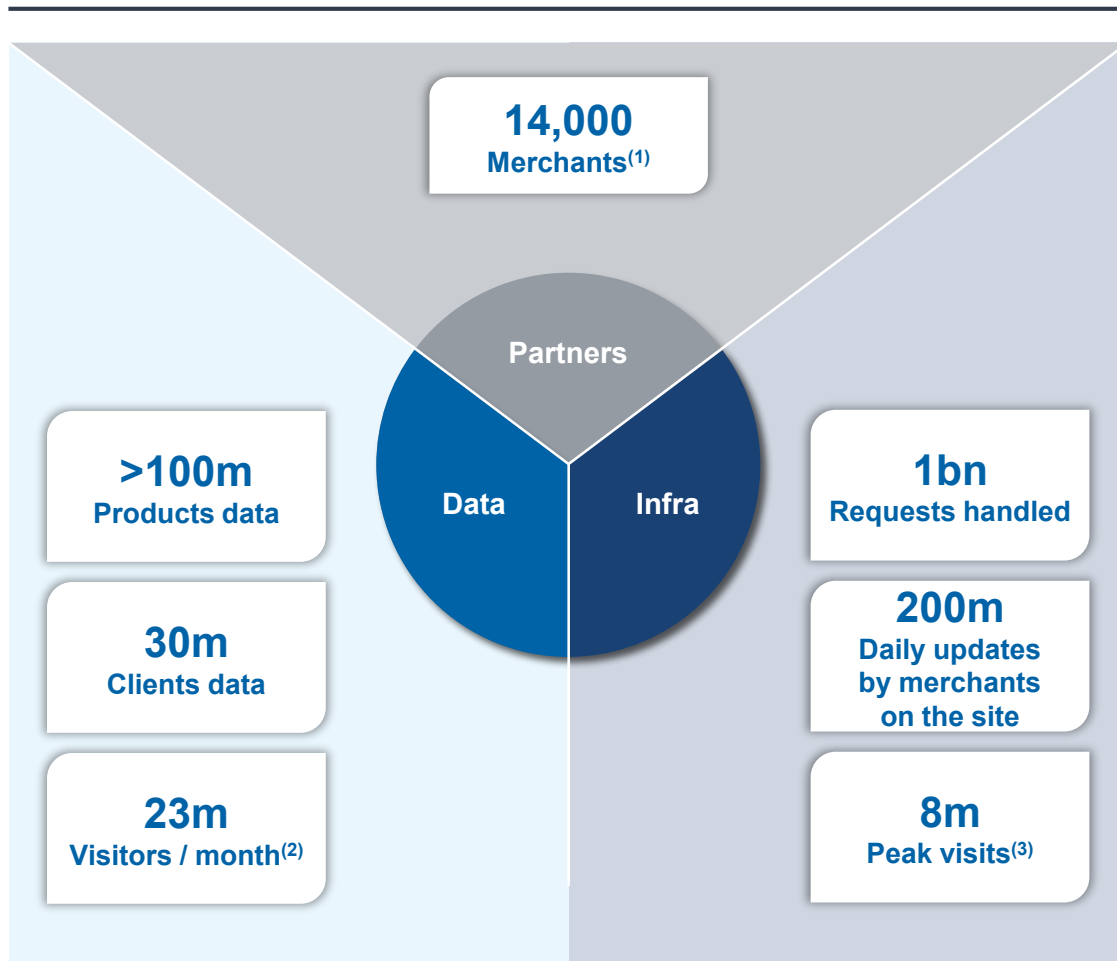 14,000
Merchants(1)
Partners
Data
Infra
>100m
Products data
30m
Clients data
23m
Visitors / month(2)
1bn
Requests handled
200m
Daily updates
by merchants
on the site
8m
Peak visits(3)